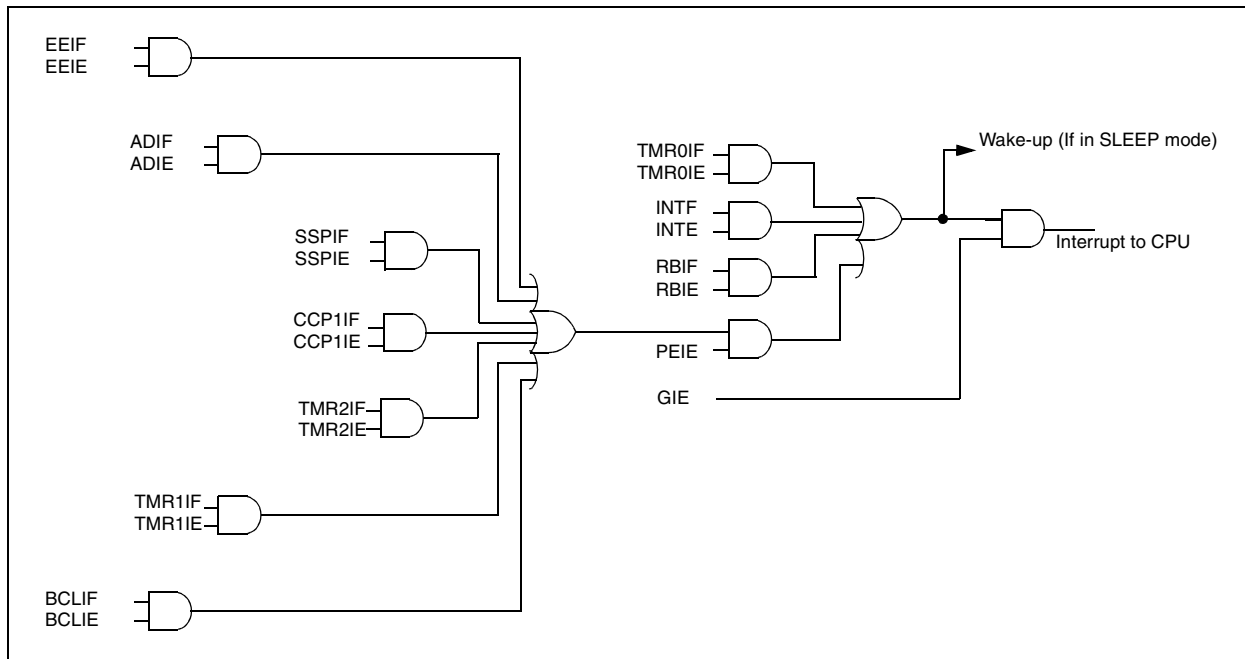 EEIF
EEIE
ADIF
ADIE
SSPIF
SSPIE
CCP1IF
CCP1IE
TMR2IF
TMR2IE
TMR1IF
TMR1IE
BCLIF
BCLIE
TMR0IF
TMR0IE
INTF
INTE
RBIF
RBIE
PEIE
GIE
Wake-up (If in SLEEP mode)
Interrupt to CPU